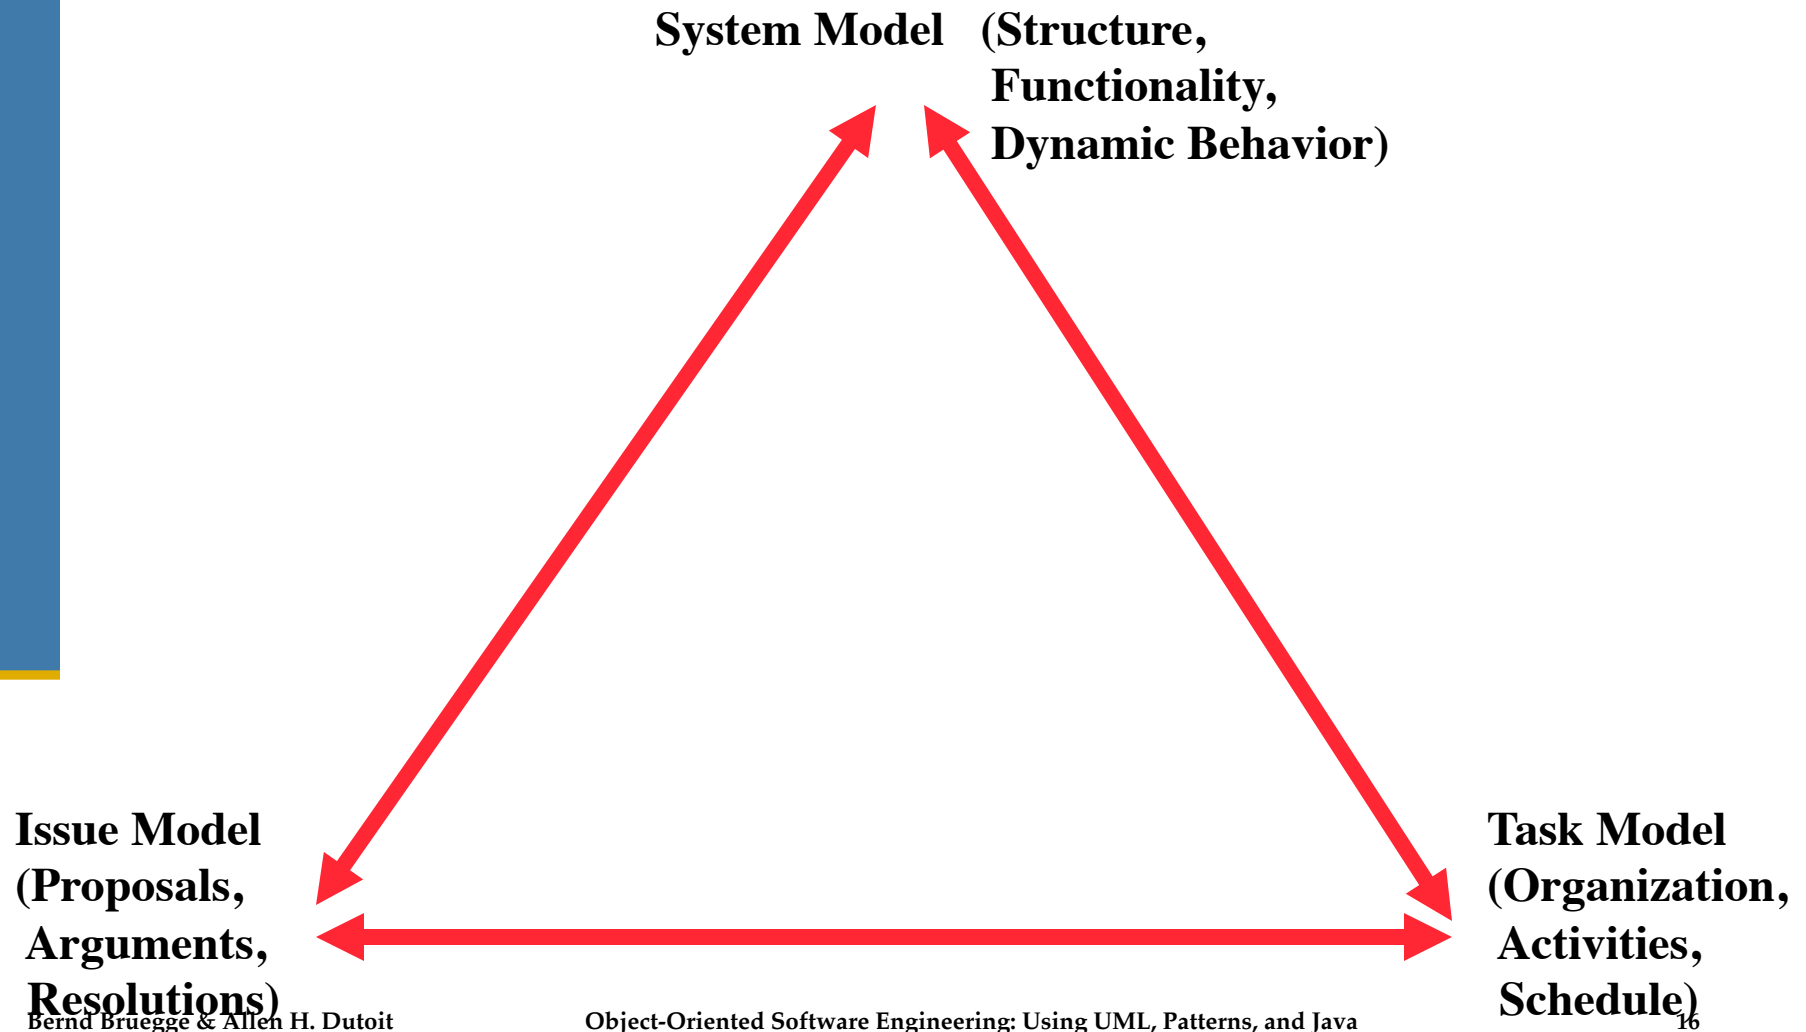 System Model (Structure,
Functionality,
Dynamic Behavior)
Issue Model
(Proposals,
Arguments,
Resolutions)
Task Model
(Organization,
Activities,
Schedule)
Bernd Bruegge & Allen H. Dutoit
Object-Oriented Software Engineering: Using UML, Patterns, and Java
16